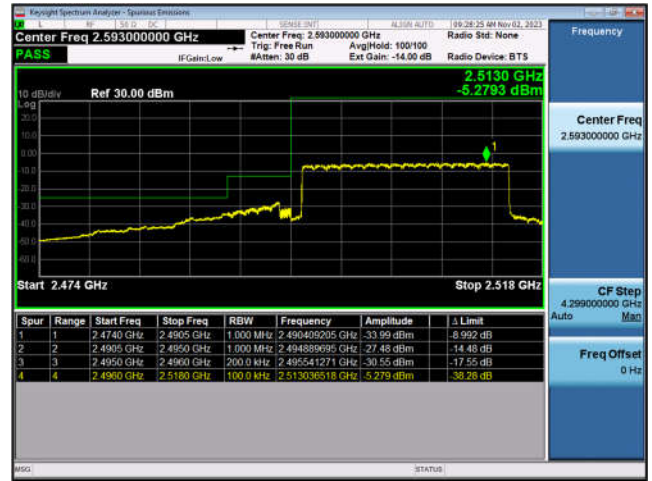 Keysight Spectrum Analyzer - Spurious Emissions
L RF 50 Ω DC SENSE:INT ALIGN AUTO 09:28:25 AM Nov 02, 2023
Center Freq 2.593000000 GHz
Center Freq: 2.593000000 GHz
Radio Std: None
Frequency
PASS
Trig: Free Run
Avg|Hold: 100/100
IFGain:Low
#Atten: 30 dB
Ext Gain: -14.00 dB
Radio Device: BTS
2.5130 GHz
-5.2793 dBm
10 dB/div Ref 30.00 dBm
Log
20.0
10.0
0.00
-10.0
-20.0
-30.0
-40.0
-50.0
-60.0
1
Start 2.474 GHz
Stop 2.518 GHz
Center Freq
2.593000000 GHz
CF Step
4.299000000 GHz
Auto Man
Freq Offset
0 Hz
Spur Range Start Freq Stop Freq RBW Frequency Amplitude Δ Limit
1 1 2.4740 GHz 2.4905 GHz 1.000 MHz 2.490409205 GHz -33.99 dBm -8.992 dB
2 2 2.4905 GHz 2.4950 GHz 1.000 MHz 2.494889695 GHz -27.48 dBm -14.48 dB
3 3 2.4950 GHz 2.4960 GHz 200.0 kHz 2.495541271 GHz -30.55 dBm -17.55 dB
4 4 2.4960 GHz 2.5180 GHz 100.0 kHz 2.513036518 GHz -5.279 dBm -38.28 dB
MSG
STATUS